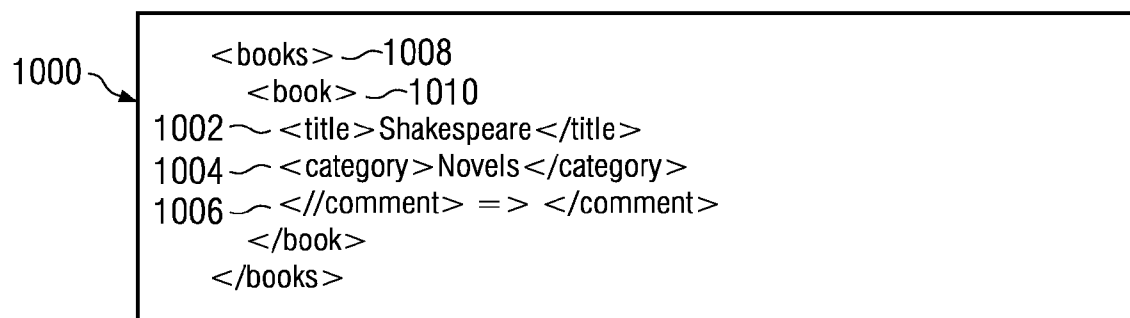 <books> 1008
1000
<book> 1010
1002 <title>Shakespeare</title>
1004 <category>Novels</category>
1006 <//comment> => </comment>
</book>
</books>